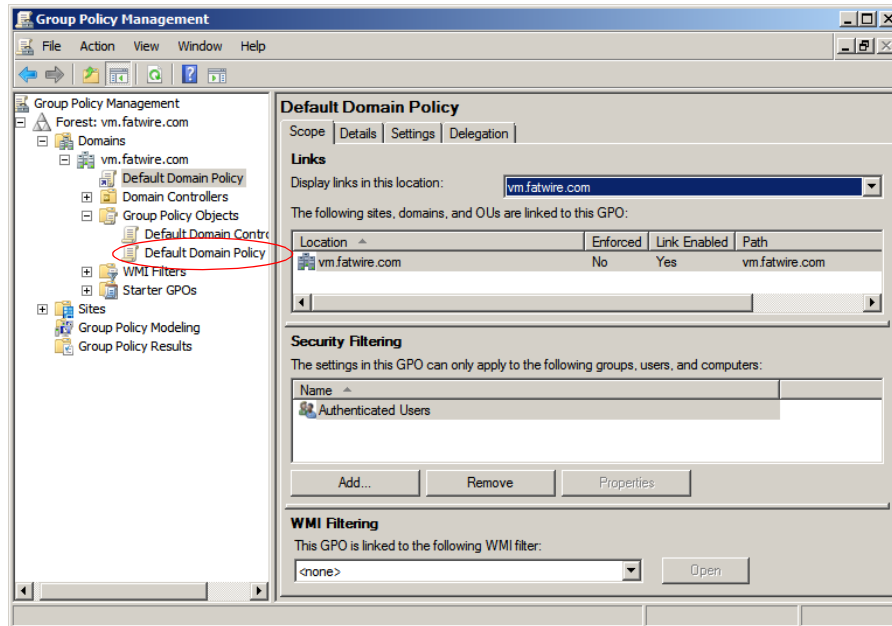 Group Policy Management
File Action View Window Help
Group Policy Management
Forest: vm.fatwire.com
Domains
vm.fatwire.com
Default Domain Policy
Domain Controllers
Group Policy Objects
Default Domain Contro
Default Domain Policy
WMI Filters
Starter GPOs
Sites
Group Policy Modeling
Group Policy Results
Default Domain Policy
Scope Details Settings Delegation
Links
Display links in this location: vm.fatwire.com
The following sites, domains, and OUs are linked to this GPO:
Location Enforced Link Enabled Path
vm.fatwire.com No Yes vm.fatwire.com
Security Filtering
The settings in this GPO can only apply to the following groups, users, and computers:
Name
Authenticated Users
Add... Remove Properties
WMI Filtering
This GPO is linked to the following WMI filter:
<none> Open